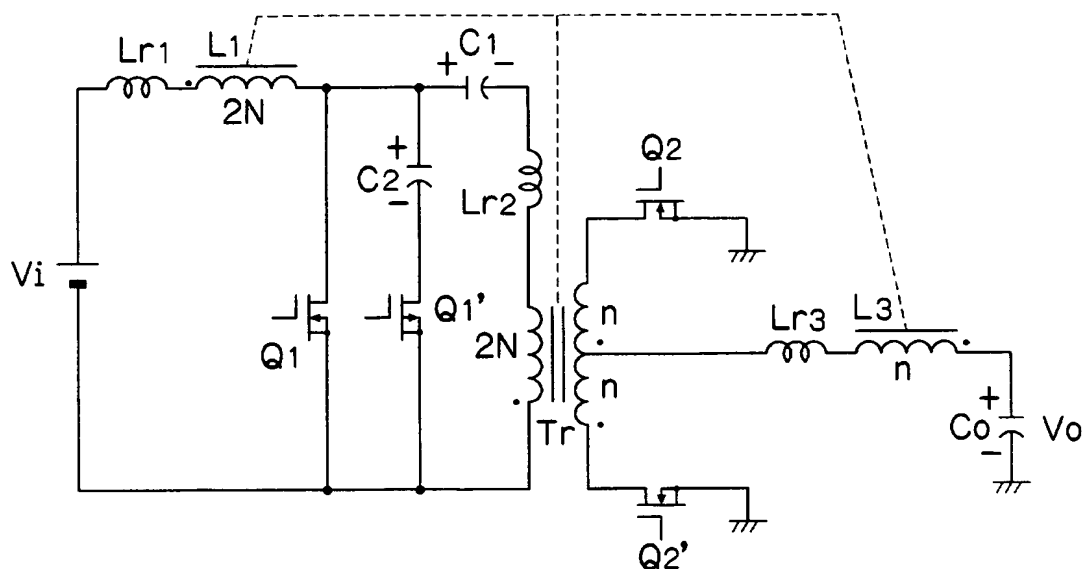 Lr1
L1
2N
+ C1 -
+
C2
-
Lr2
Q2
Vi
Q1
Q1'
2N
n
n
Tr
Lr3
L3
n
+
Co
-
Vo
Q2'